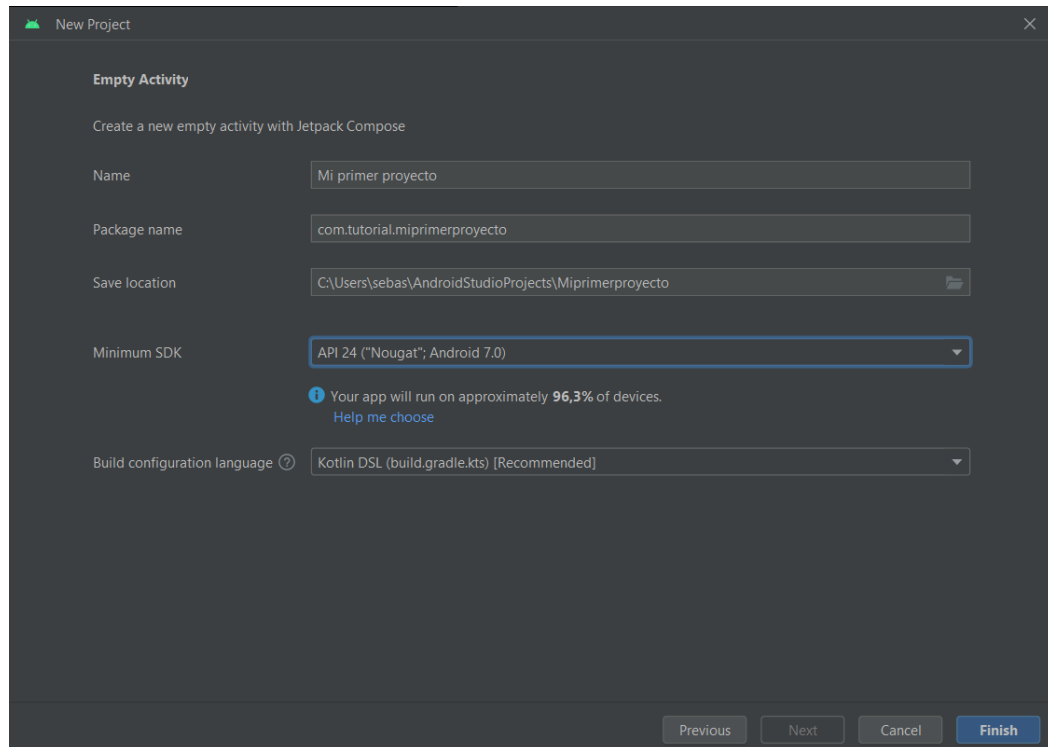 New Project
Empty Activity
Create a new empty activity with Jetpack Compose
Name Mi primer proyecto
Package name com.tutorial.miprimerproyecto
Save location C:\Users\sebas\AndroidStudioProjects\Miprimerproyecto
Minimum SDK API 24 ("Nougat"; Android 7.0)
Your app will run on approximately 96,3% of devices.
Help me choose
Build configuration language Kotlin DSL (build.gradle.kts) [Recommended]
Previous Next Cancel Finish